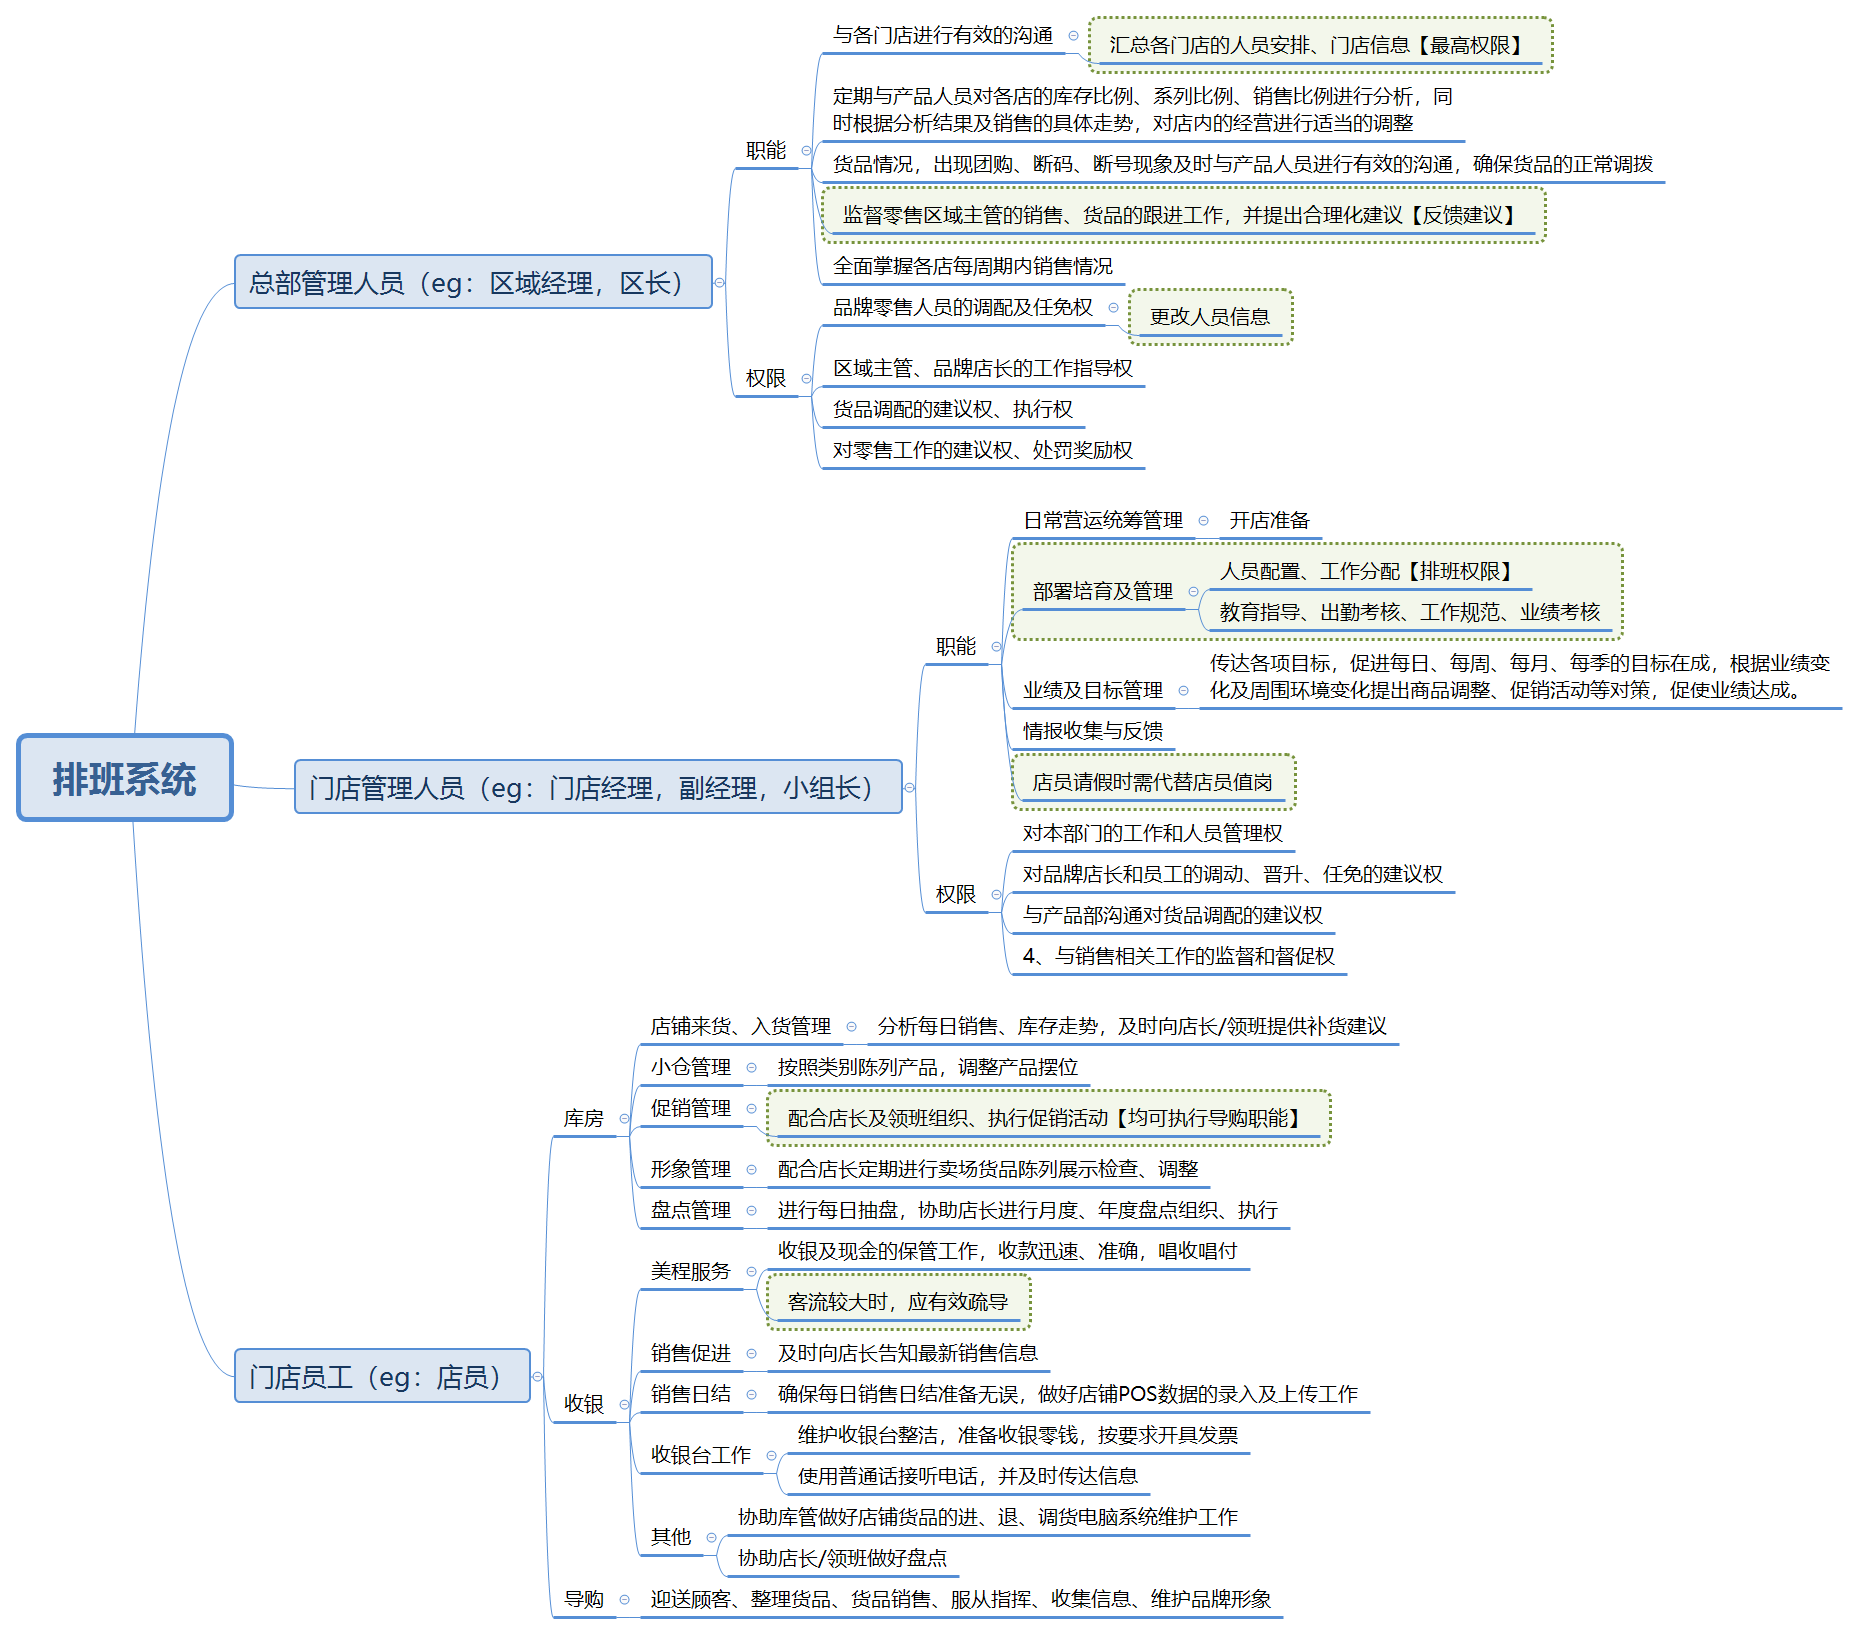 排班系统
总部管理人员（eg：区域经理，区长）
职能
与各门店进行有效的沟通
汇总各门店的人员安排、门店信息【最高权限】
定期与产品人员对各店的库存比例、系列比例、销售比例进行分析，同
时根据分析结果及销售的具体走势，对店内的经营进行适当的调整
货品情况，出现团购、断码、断号现象及时与产品人员进行有效的沟通，确保货品的正常调拨
监督零售区域主管的销售、货品的跟进工作，并提出合理化建议【反馈建议】
全面掌握各店每周期内销售情况
权限
品牌零售人员的调配及任免权
更改人员信息
区域主管、品牌店长的工作指导权
货品调配的建议权、执行权
对零售工作的建议权、处罚奖励权
门店管理人员（eg：门店经理，副经理，小组长）
职能
日常营运统筹管理
开店准备
部署培育及管理
人员配置、工作分配【排班权限】
教育指导、出勤考核、工作规范、业绩考核
业绩及目标管理
传达各项目标，促进每日、每周、每月、每季的目标在成，根据业绩变
化及周围环境变化提出商品调整、促销活动等对策，促使业绩达成。
情报收集与反馈
店员请假时需代替店员值岗
权限
对本部门的工作和人员管理权
对品牌店长和员工的调动、晋升、任免的建议权
与产品部沟通对货品调配的建议权
4、与销售相关工作的监督和督促权
门店员工（eg：店员）
库房
店铺来货、入货管理
分析每日销售、库存走势，及时向店长/领班提供补货建议
小仓管理
按照类别陈列产品，调整产品摆位
促销管理
配合店长及领班组织、执行促销活动【均可执行导购职能】
形象管理
配合店长定期进行卖场货品陈列展示检查、调整
盘点管理
进行每日抽盘，协助店长进行月度、年度盘点组织、执行
收银
美程服务
收银及现金的保管工作，收款迅速、准确，唱收唱付
客流较大时，应有效疏导
销售促进
及时向店长告知最新销售信息
销售日结
确保每日销售日结准备无误，做好店铺POS数据的录入及上传工作
收银台工作
维护收银台整洁，准备收银零钱，按要求开具发票
使用普通话接听电话，并及时传达信息
其他
协助库管做好店铺货品的进、退、调货电脑系统维护工作
协助店长/领班做好盘点
导购
迎送顾客、整理货品、货品销售、服从指挥、收集信息、维护品牌形象